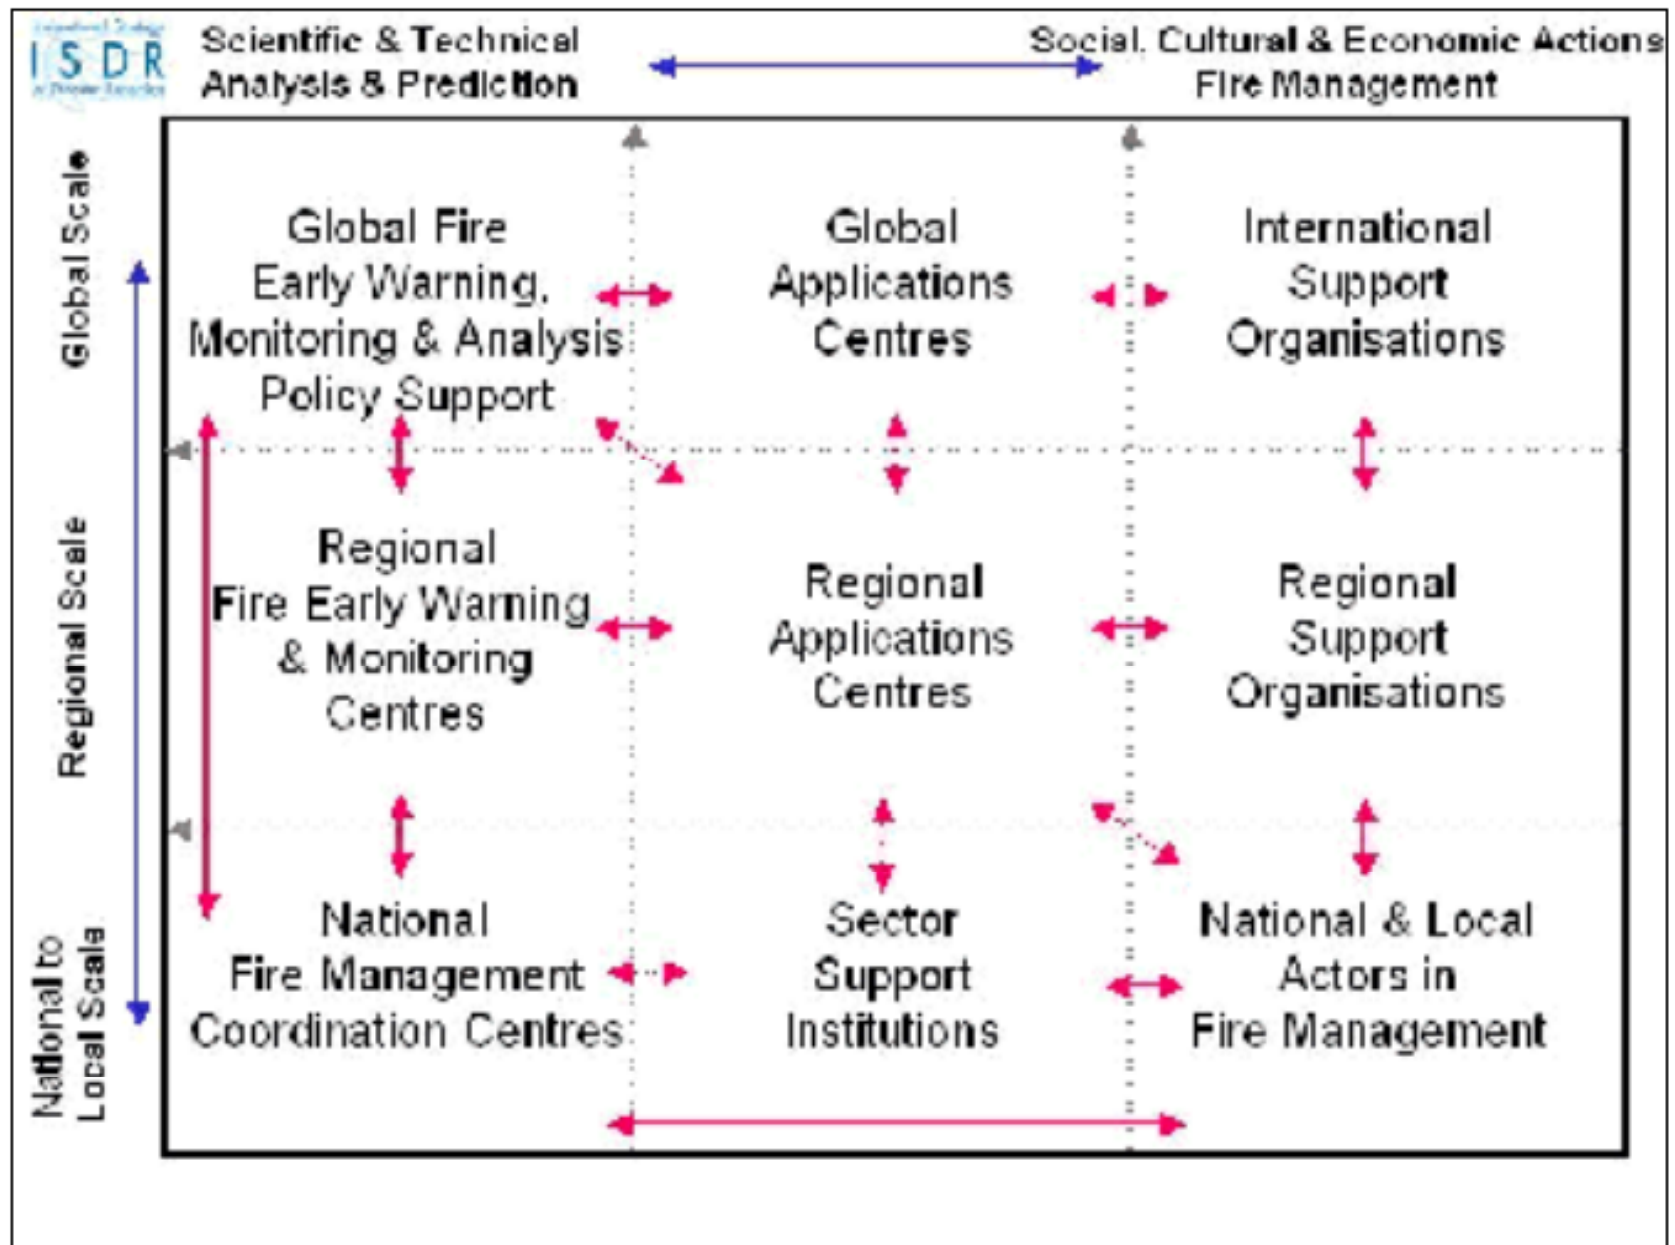 ISDR
Scientific & Technical
Analysis & Prediction
Social, Cultural & Economic Actions
Fire Management
Global Scale
Global Fire
Early Warning,
Monitoring & Analysis
Policy Support
Global
Applications
Centres
International
Support
Organisations
Regional Scale
Regional
Fire Early Warning
& Monitoring
Centres
Regional
Applications
Centres
Regional
Support
Organisations
National to
Local Scale
National
Fire Management
Coordination Centres
Sector
Support
Institutions
National & Local
Actors in
Fire Management